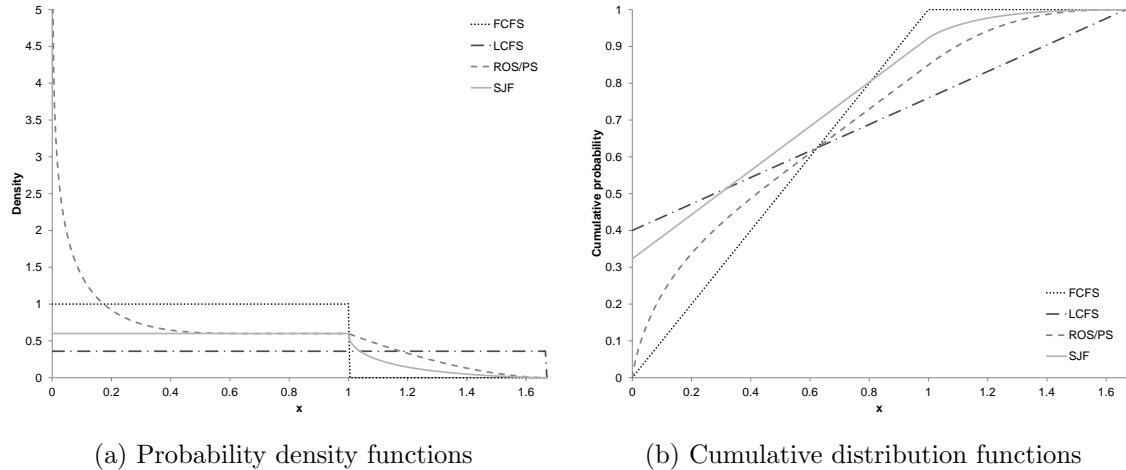 5
4.5
4
3.5
3
2.5
2
1.5
1
0.5
0
Density
0 0.2 0.4 0.6 0.8 1 1.2 1.4 1.6
x
FCFS
LCFS
ROS/PS
SJF
(a) Probability density functions
1
0.9
0.8
0.7
0.6
0.5
0.4
0.3
0.2
0.1
0
Cumulative probability
0 0.2 0.4 0.6 0.8 1 1.2 1.4 1.6
x
FCFS
LCFS
ROS/PS
SJF
(b) Cumulative distribution functions